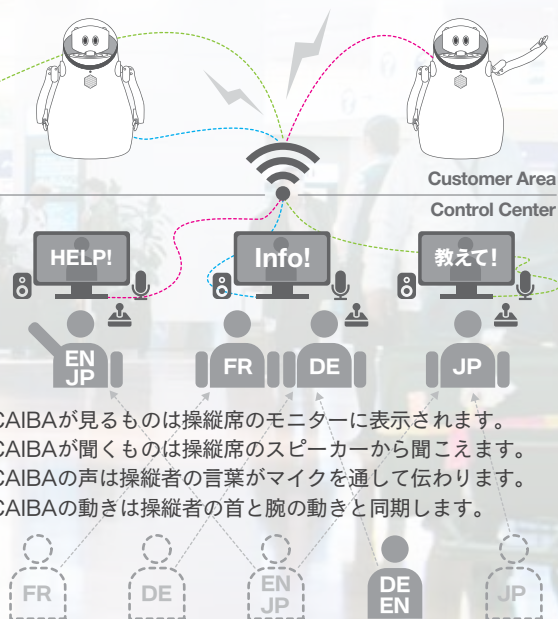 Customer Area
Control Center
HELP!
Info!
教えて!
EN
JP
FR
DE
JP
CAIBAが見るものは操縦席のモニターに表示されます。
CAIBAが聞くものは操縦席のスピーカーから聞こえます。
CAIBAの声は操縦者の言葉がマイクを通して伝わります。
CAIBAの動きは操縦者の首と腕の動きと同期します。
FR
DE
EN
JP
DE
EN
JP